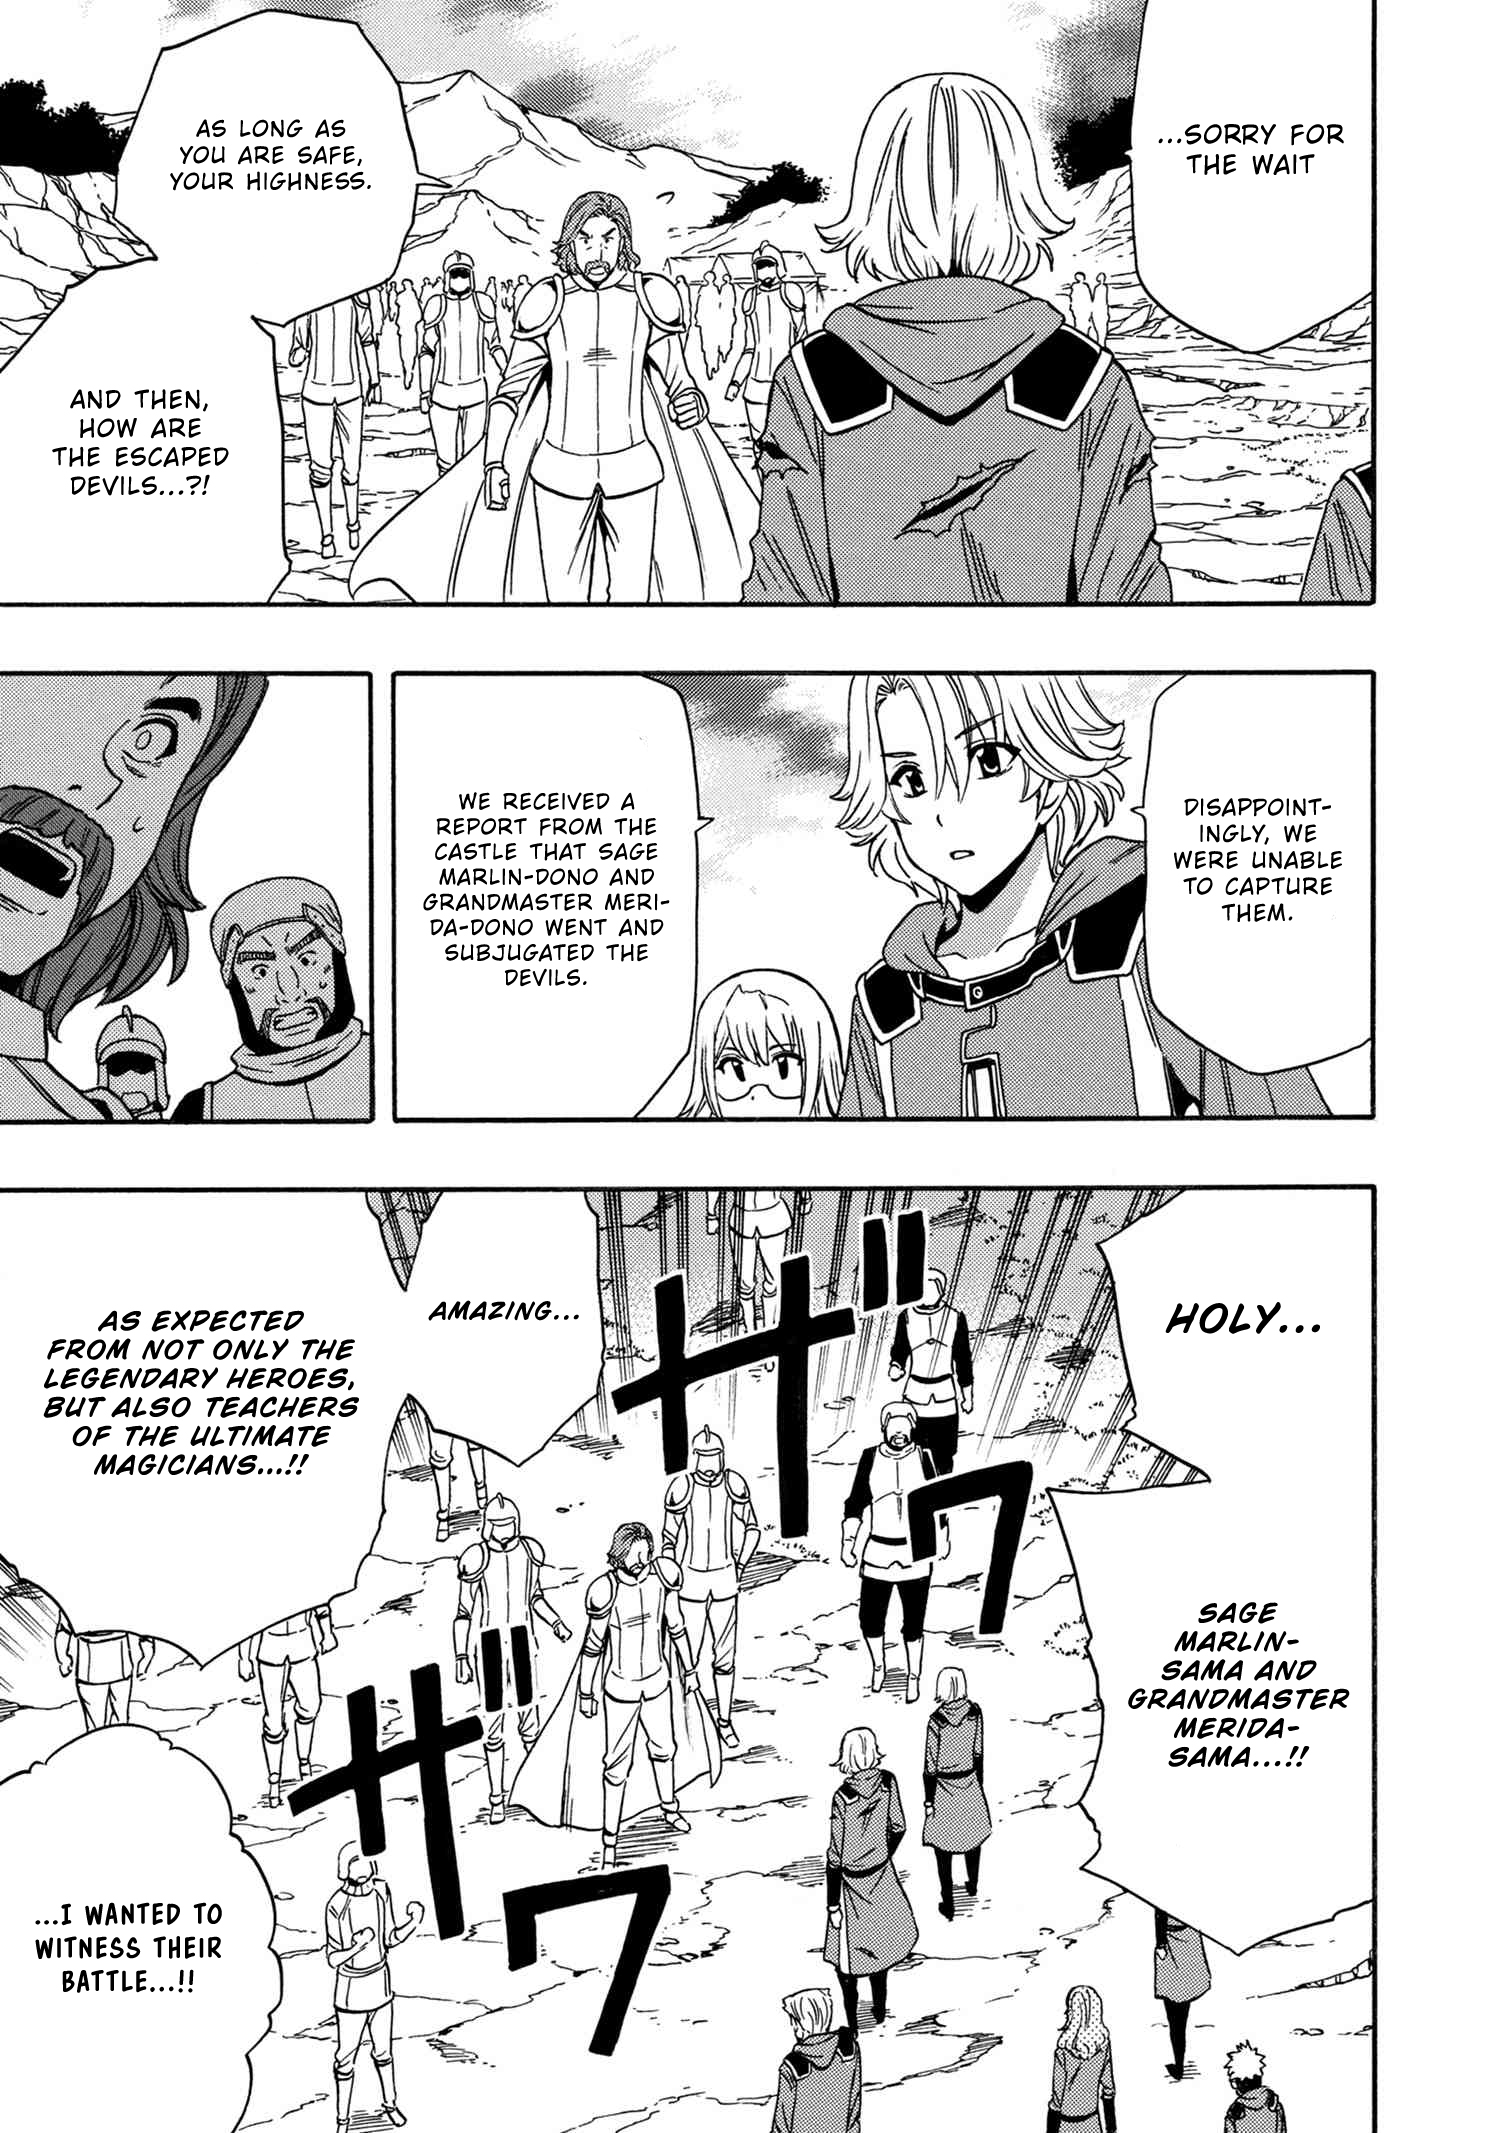 ...SORRY FOR
THE WAIT
AS LONG AS
YOU ARE SAFE,
YOUR HIGHNESS.
AND THEN,
HOW ARE
THE ESCAPED
DEVILS...?!
DISAPPOINT-
INGLY, WE
WERE UNABLE
TO CAPTURE
THEM.
WE RECEIVED A
REPORT FROM THE
CASTLE THAT SAGE
MARLIN-DONO AND
GRANDMASTER MERI-
DA-DONO WENT AND
SUBJUGATED THE
DEVILS.
HOLY...
SAGE
MARLIN-
SAMA AND
GRANDMASTER
MERIDA-
SAMA...!!
AMAZING...
AS EXPECTED
FROM NOT ONLY THE
LEGENDARY HEROES,
BUT ALSO TEACHERS
OF THE ULTIMATE
MAGICIANS...!!
...I WANTED TO
WITNESS THEIR
BATTLE...!!
ザワ
ザワ